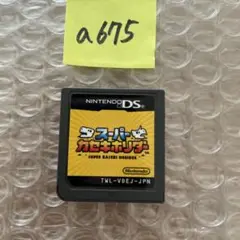 a675
NINTENDO DS
スーパー
カセキホリダー
SUPER KASEKI HORIDER
Nintendo
TWL-VDEJ-JPN